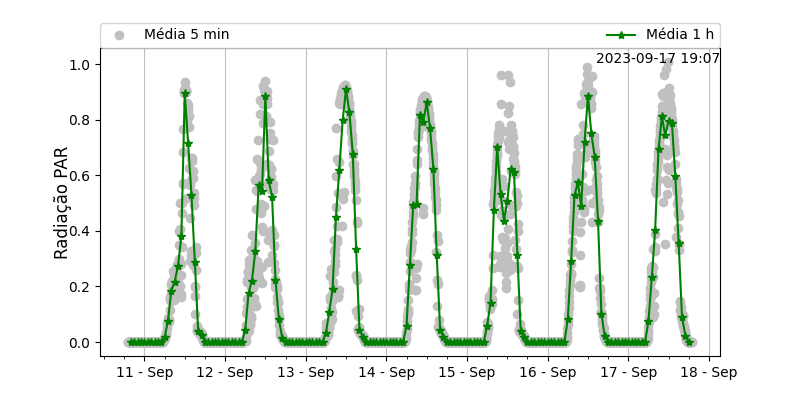 Média 5 min
Média 1 h
2023-09-17 19:07
Radiação PAR
1.0
0.8
0.6
0.4
0.2
0.0
11 - Sep
12 - Sep
13 - Sep
14 - Sep
15 - Sep
16 - Sep
17 - Sep
18 - Sep